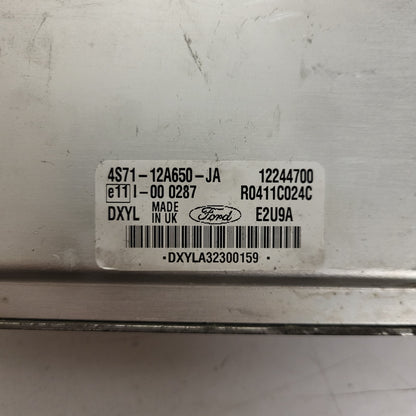 4S71-12A650-JA 12244700
e11 I-00 0287 R0411C024C
DXYL MADE IN UK Ford E2U9A
·DXYLA32300159·